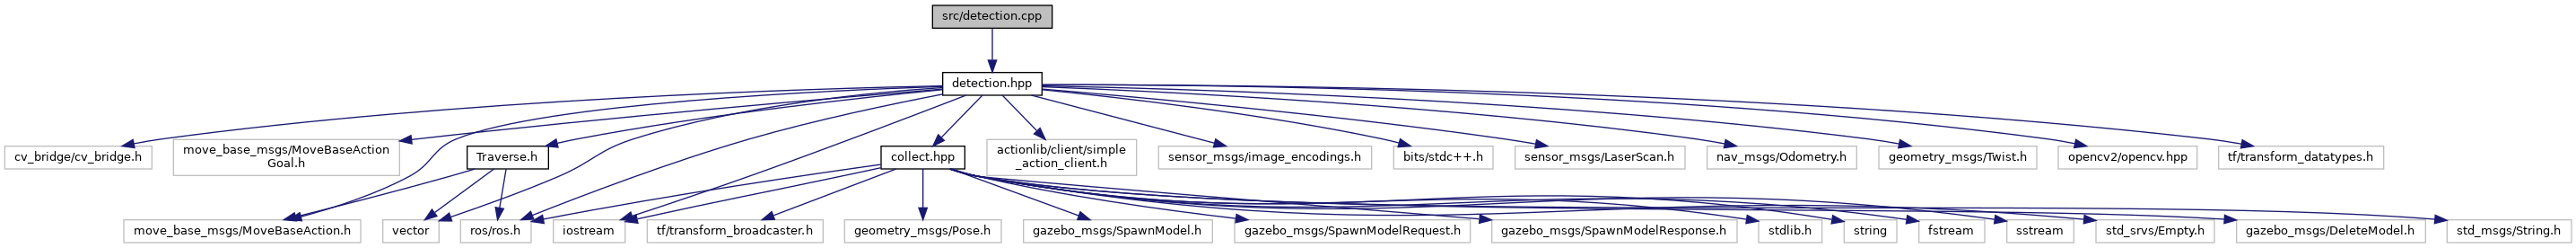 src/detection.cpp
detection.hpp
cv_bridge/cv_bridge.h
move_base_msgs/MoveBaseAction
Goal.h
Traverse.h
collect.hpp
actionlib/client/simple
_action_client.h
sensor_msgs/image_encodings.h
bits/stdc++.h
sensor_msgs/LaserScan.h
nav_msgs/Odometry.h
geometry_msgs/Twist.h
opencv2/opencv.hpp
tf/transform_datatypes.h
move_base_msgs/MoveBaseAction.h
vector
ros/ros.h
iostream
tf/transform_broadcaster.h
geometry_msgs/Pose.h
gazebo_msgs/SpawnModel.h
gazebo_msgs/SpawnModelRequest.h
gazebo_msgs/SpawnModelResponse.h
stdlib.h
string
fstream
sstream
std_srvs/Empty.h
gazebo_msgs/DeleteModel.h
std_msgs/String.h